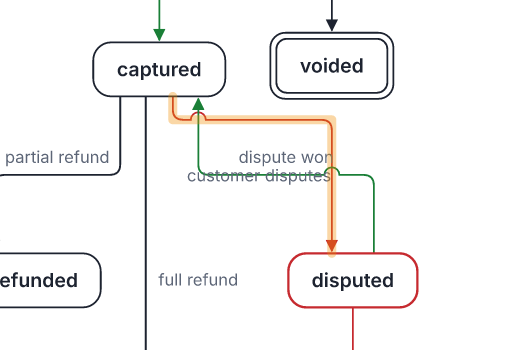 captured
voided
partial refund
dispute won
customer disputes
efunded
full refund
disputed